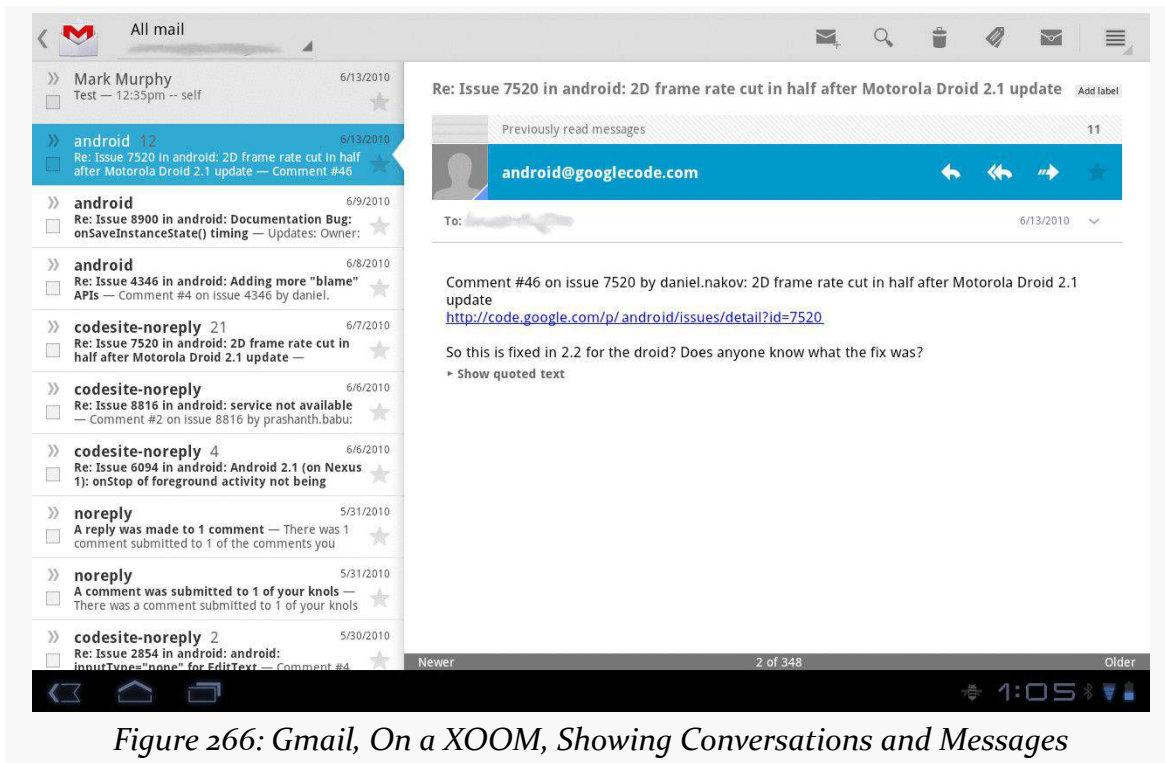 All mail
Mark Murphy 6/13/2010
Test — 12:35pm -- self
android 12 6/13/2010
Re: Issue 7520 in android: 2D frame rate cut in half
after Motorola Droid 2.1 update — Comment #46
android 6/9/2010
Re: Issue 8900 in android: Documentation Bug:
onSaveInstanceState() timing — Updates: Owner:
android 6/8/2010
Re: Issue 4346 in android: Adding more "blame"
APIs — Comment #4 on issue 4346 by daniel.
codesite-noreply 21 6/7/2010
Re: Issue 7520 in android: 2D frame rate cut in
half after Motorola Droid 2.1 update —
codesite-noreply 6/6/2010
Re: Issue 8816 in android: service not available
— Comment #2 on issue 8816 by prashanth.babu:
codesite-noreply 4 6/6/2010
Re: Issue 6094 in android: Android 2.1 (on Nexus
1): onStop of foreground activity not being
noreply 5/31/2010
A reply was made to 1 comment — There was 1
comment submitted to 1 of the comments you
noreply 5/31/2010
A comment was submitted to 1 of your knols —
There was a comment submitted to 1 of your knols
codesite-noreply 2 5/30/2010
Re: Issue 2854 in android: android:
inputType="none" for EditText — Comment #4
Re: Issue 7520 in android: 2D frame rate cut in half after Motorola Droid 2.1 update Add label
Previously read messages 11
android@googlecode.com
To: 6/13/2010
Comment #46 on issue 7520 by daniel.nakov: 2D frame rate cut in half after Motorola Droid 2.1
update
http://code.google.com/p/ android/issues/detail?id=7520
So this is fixed in 2.2 for the droid? Does anyone know what the fix was?
▸ Show quoted text
Newer 2 of 348 Older
1:05
Figure 266: Gmail, On a XOOM, Showing Conversations and Messages